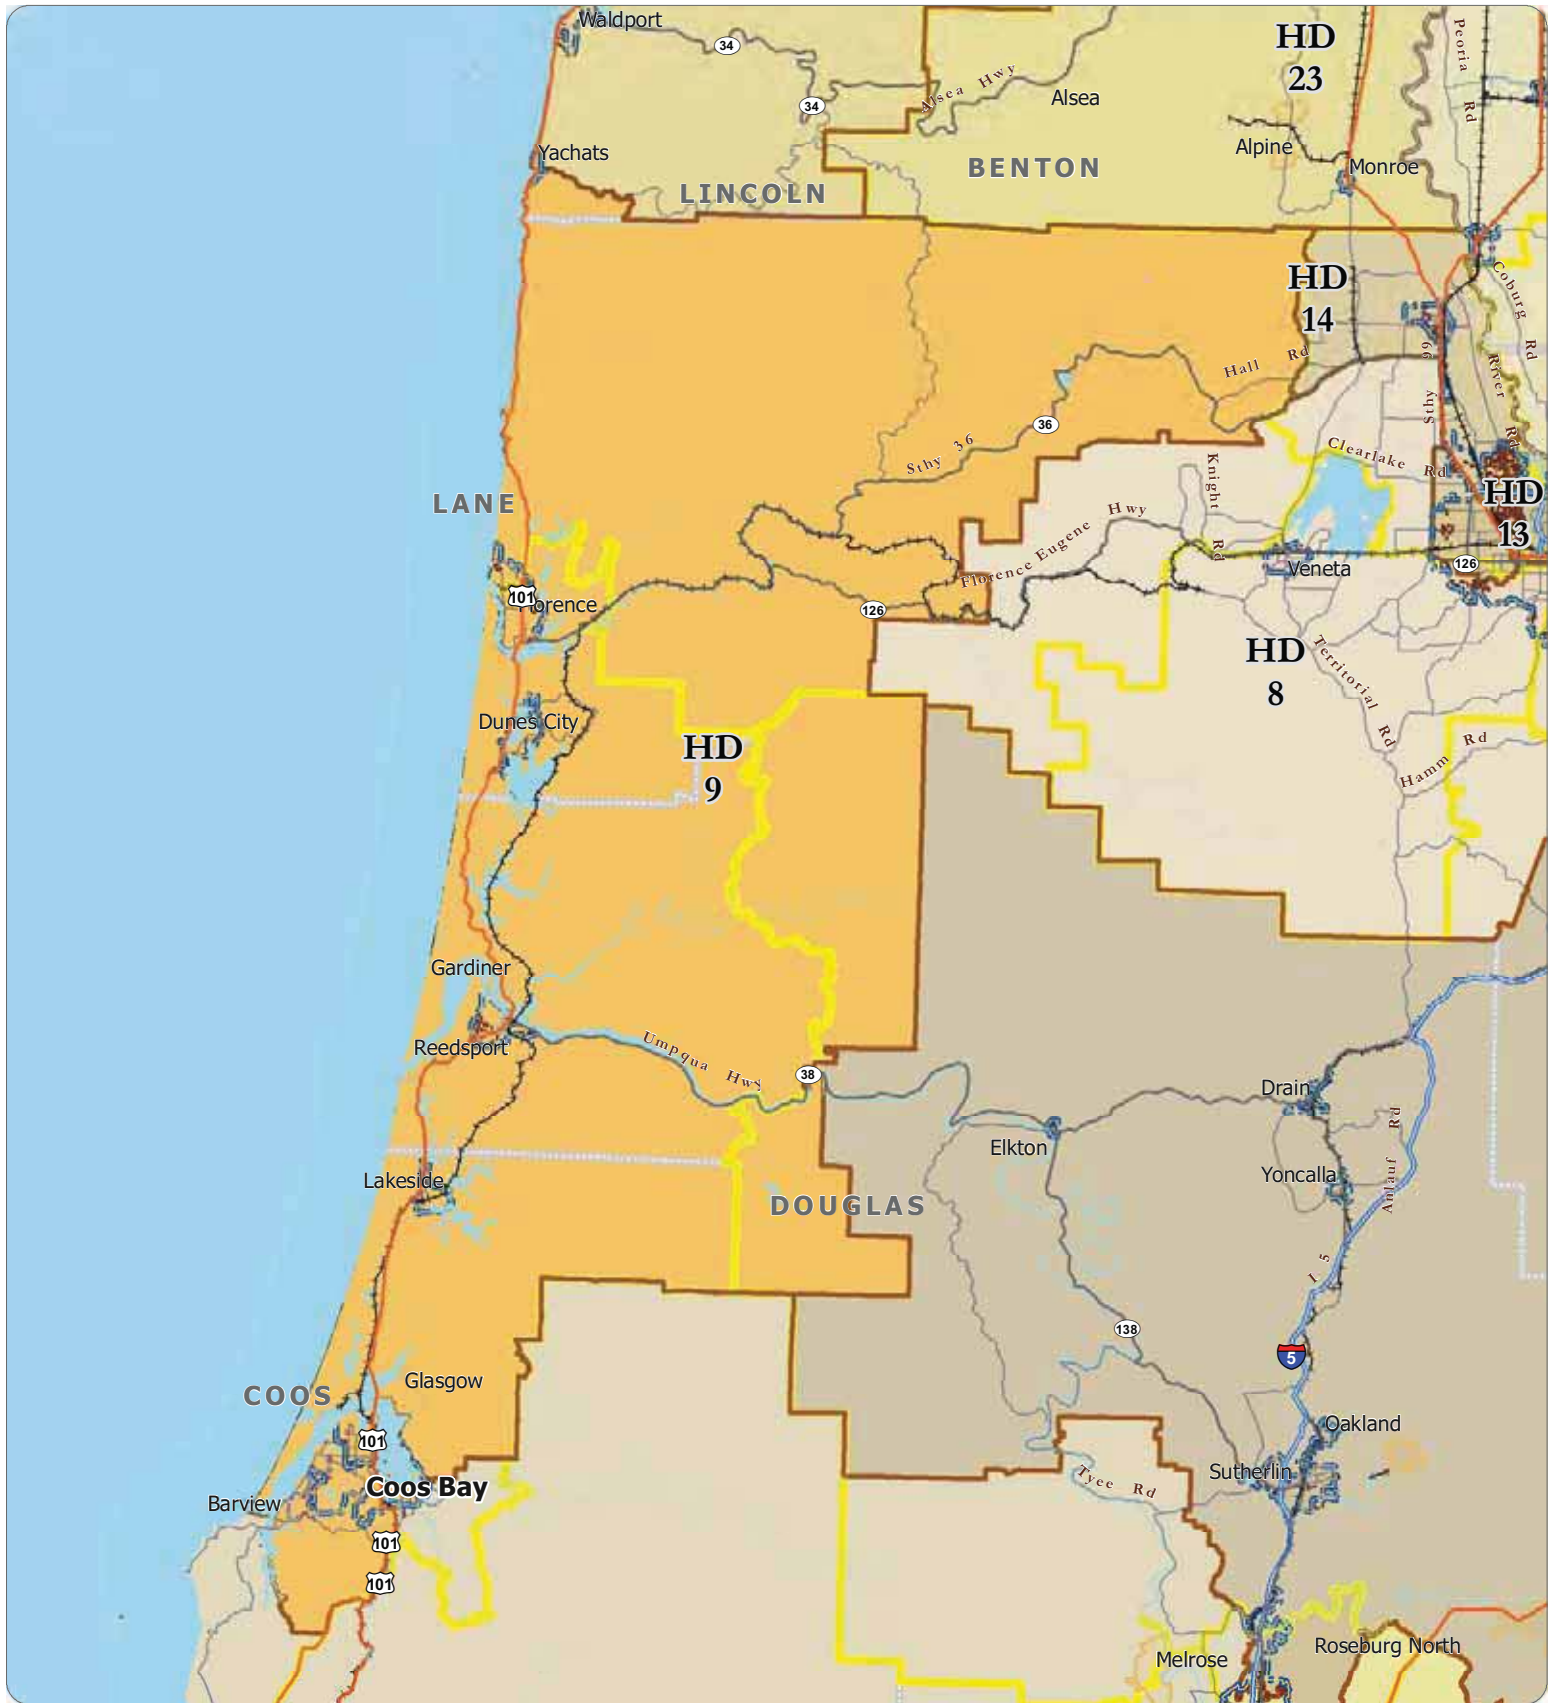 Waldport
34
HD
23
Peoria Rd
Alsea Hwy
Alsea
34
Alpine
Yachats
Monroe
BENTON
LINCOLN
HD
14
Coburg Rd
Hall Rd
99
Sthy
River Rd
36
Sthy 36
Clearlake Rd
Knight Rd
LANE
HD
13
Florence Eugene Hwy
126
Veneta
101
orence
126
HD
8
Territorial Rd
Dunes City
HD
9
Hamm Rd
Gardiner
Reedsport
Umpqua Hwy
38
Drain
Anlauf Rd
Elkton
Yoncalla
Lakeside
DOUGLAS
I 5
138
5
Glasgow
COOS
Oakland
101
Sutherlin
Coos Bay
Tyee Rd
Barview
101
101
Roseburg North
Melrose